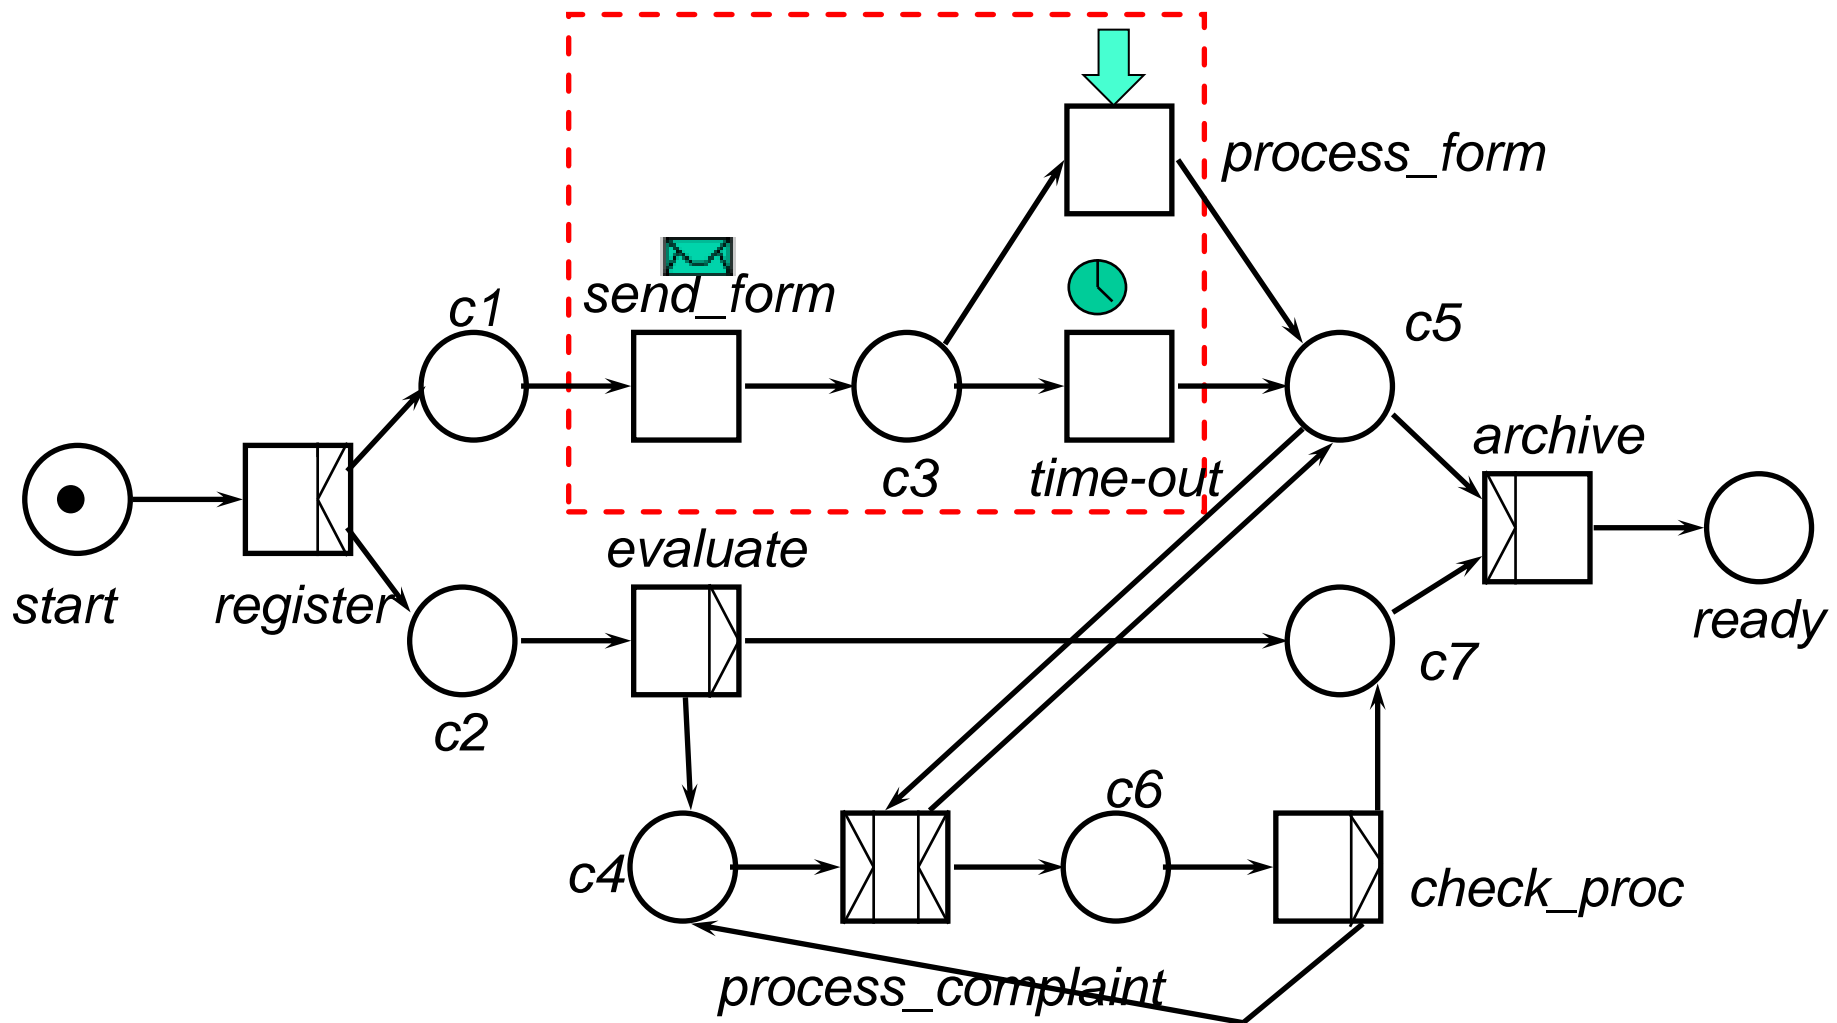 process_form
send_form
c1
c5
c3
time-out
archive
start
register
evaluate
ready
c7
c2
c6
c4
check_proc
process_complaint